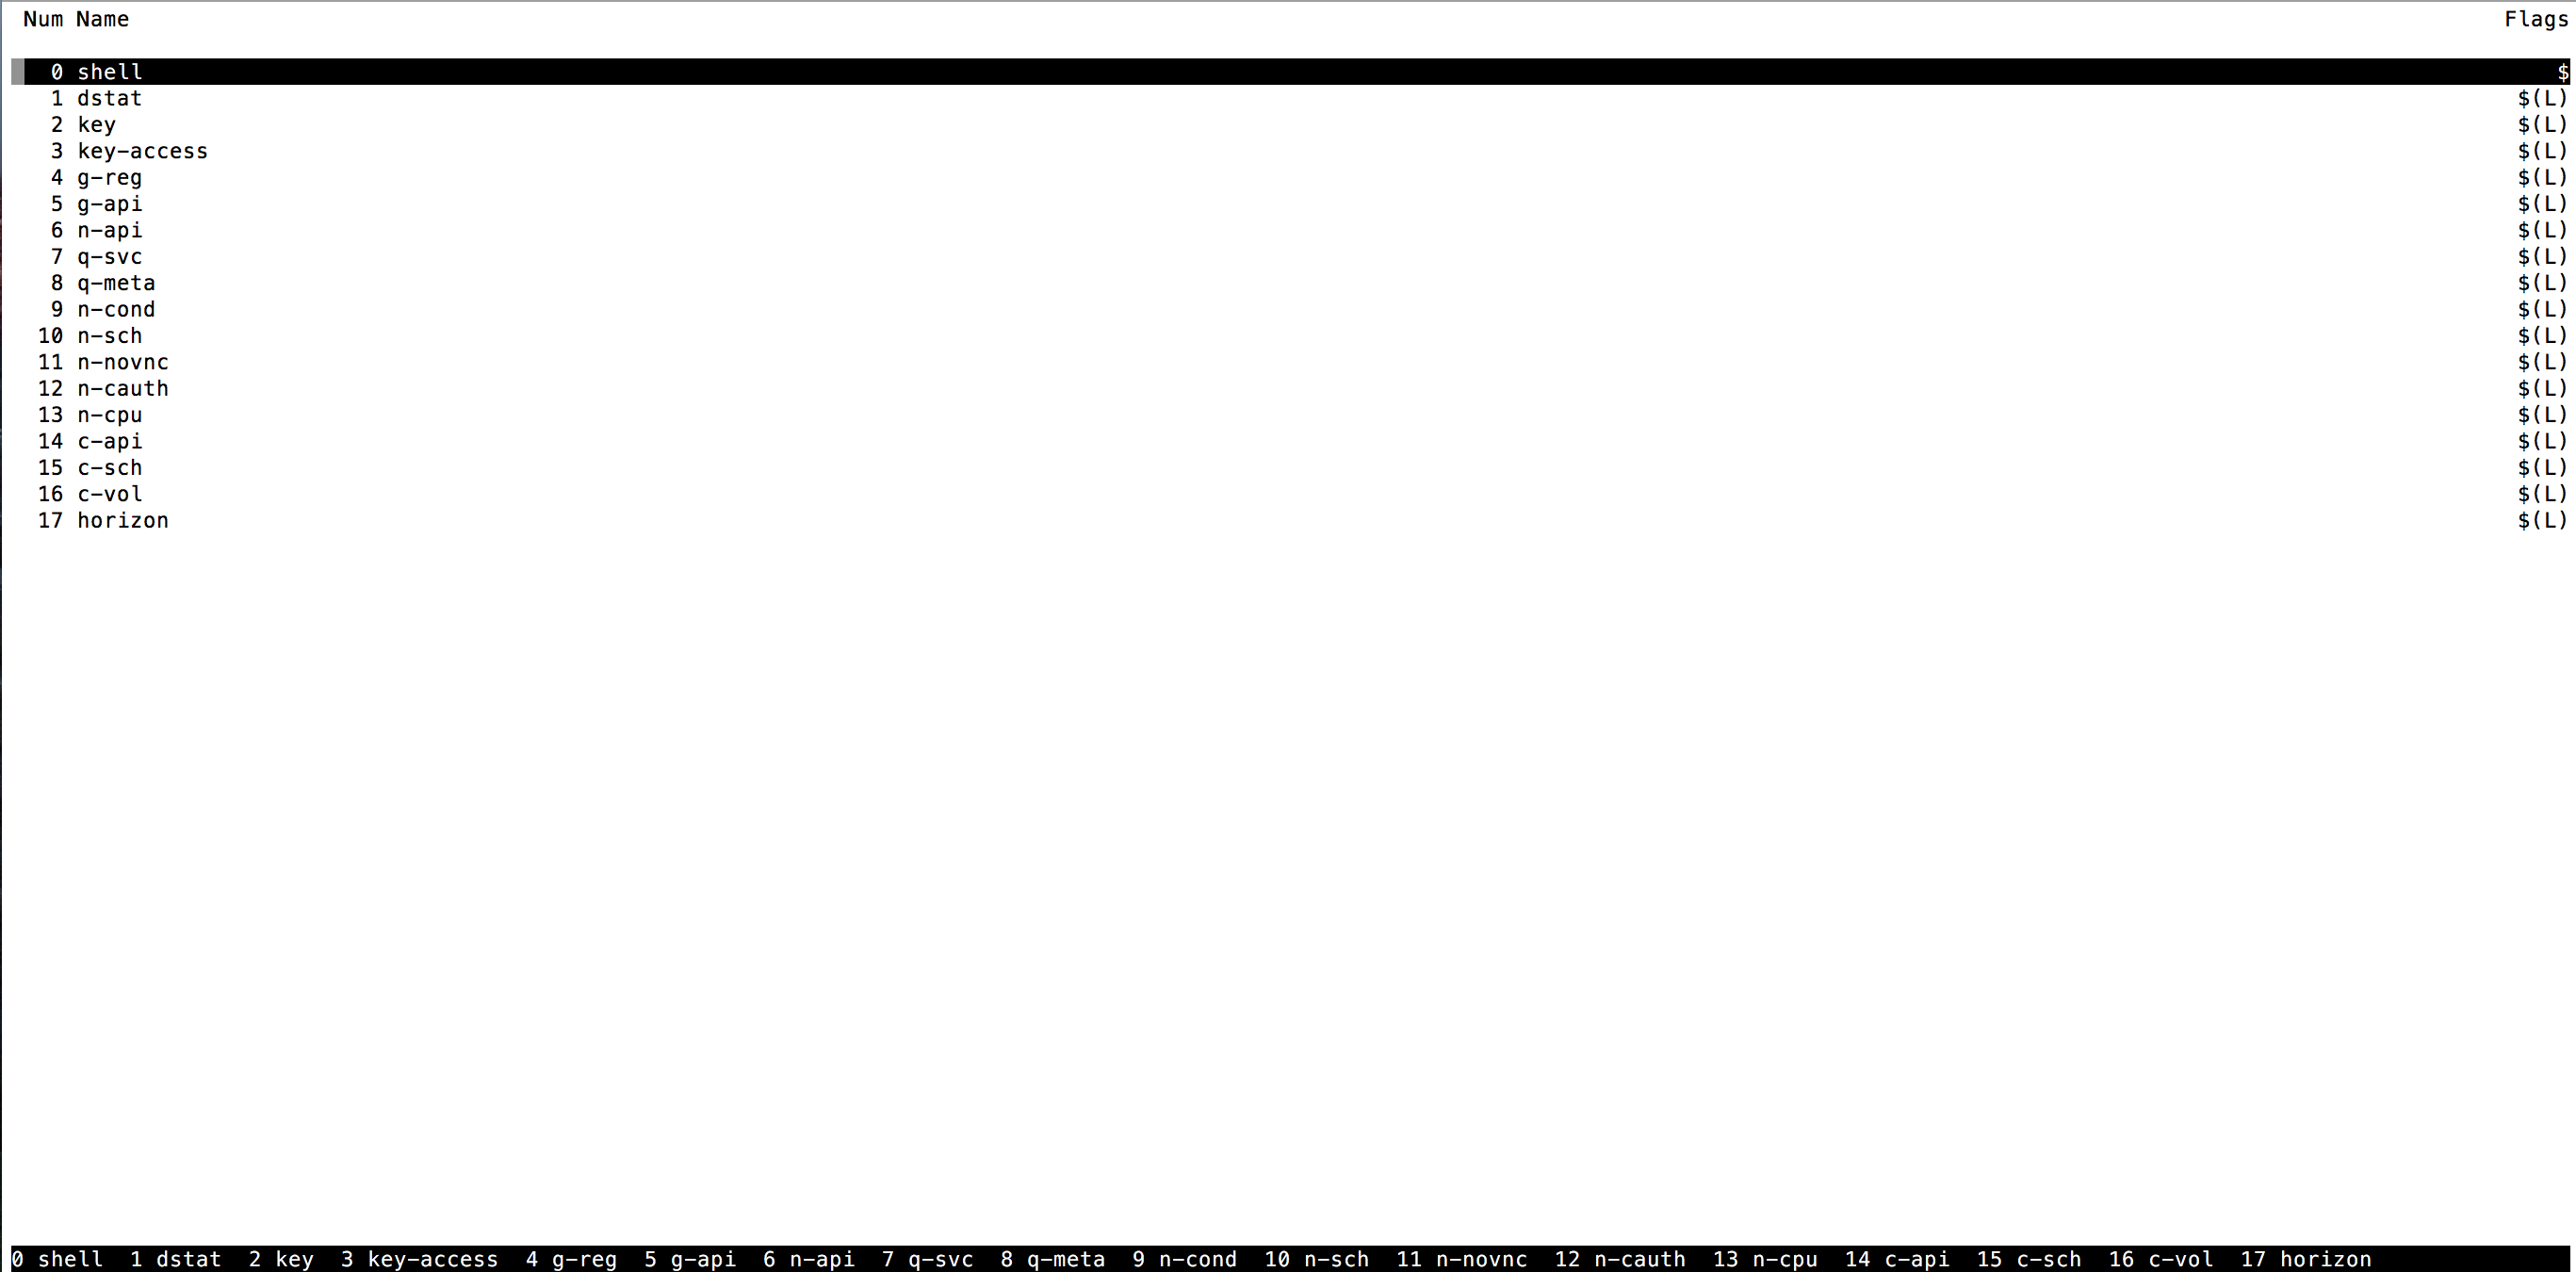 Num Name Flags
0 shell $
1 dstat $(L)
2 key $(L)
3 key-access $(L)
4 g-reg $(L)
5 g-api $(L)
6 n-api $(L)
7 q-svc $(L)
8 q-meta $(L)
9 n-cond $(L)
10 n-sch $(L)
11 n-novnc $(L)
12 n-cauth $(L)
13 n-cpu $(L)
14 c-api $(L)
15 c-sch $(L)
16 c-vol $(L)
17 horizon $(L)
0 shell 1 dstat 2 key 3 key-access 4 g-reg 5 g-api 6 n-api 7 q-svc 8 q-meta 9 n-cond 10 n-sch 11 n-novnc 12 n-cauth 13 n-cpu 14 c-api 15 c-sch 16 c-vol 17 horizon